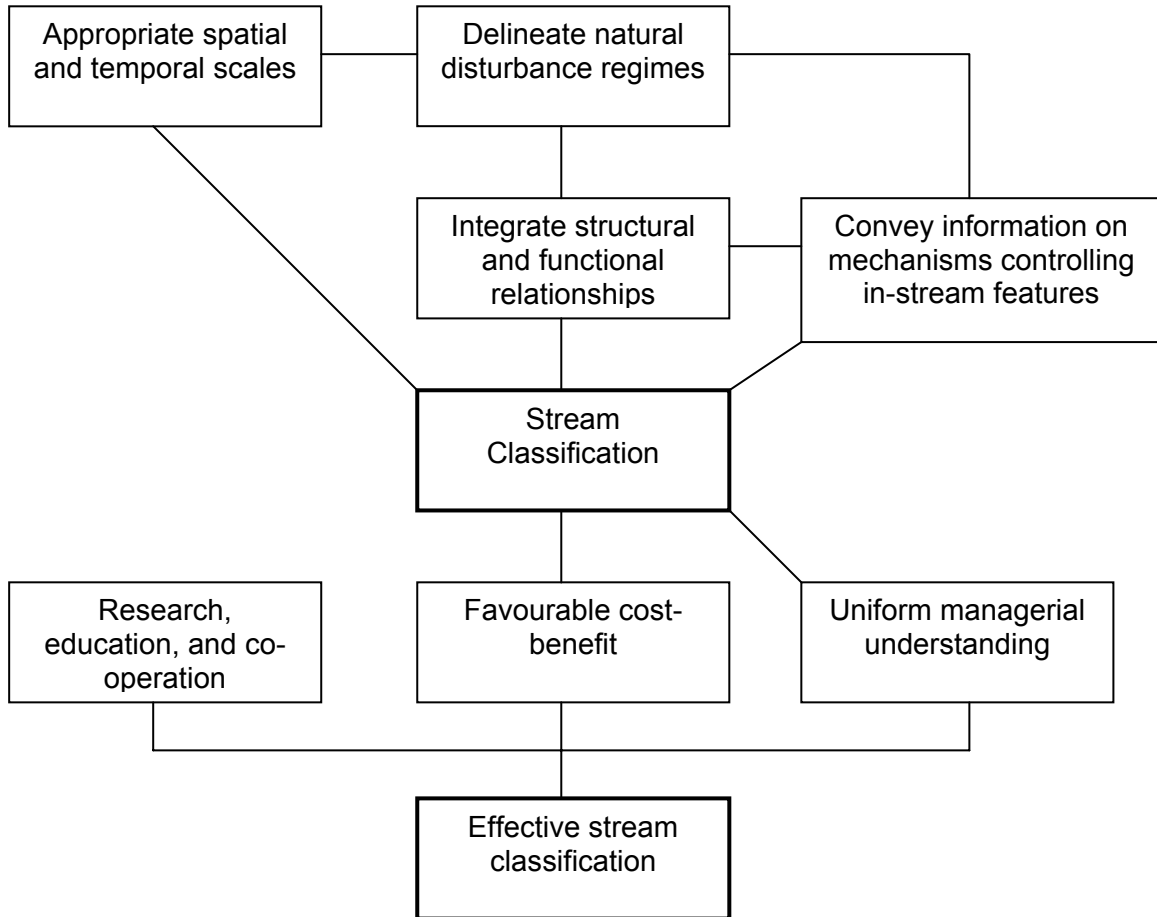 Appropriate spatial
and temporal scales
Delineate natural
disturbance regimes
Integrate structural
and functional
relationships
Convey information on
mechanisms controlling
in-stream features
Stream
Classification
Research,
education, and co-
operation
Favourable cost-
benefit
Uniform managerial
understanding
Effective stream
classification